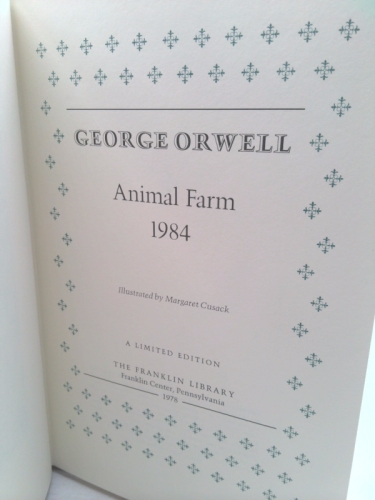 GEORGE ORWELL
Animal Farm
1984
Illustrated by Margaret Cusack
A LIMITED EDITION
THE FRANKLIN LIBRARY
Franklin Center, Pennsylvania
1978